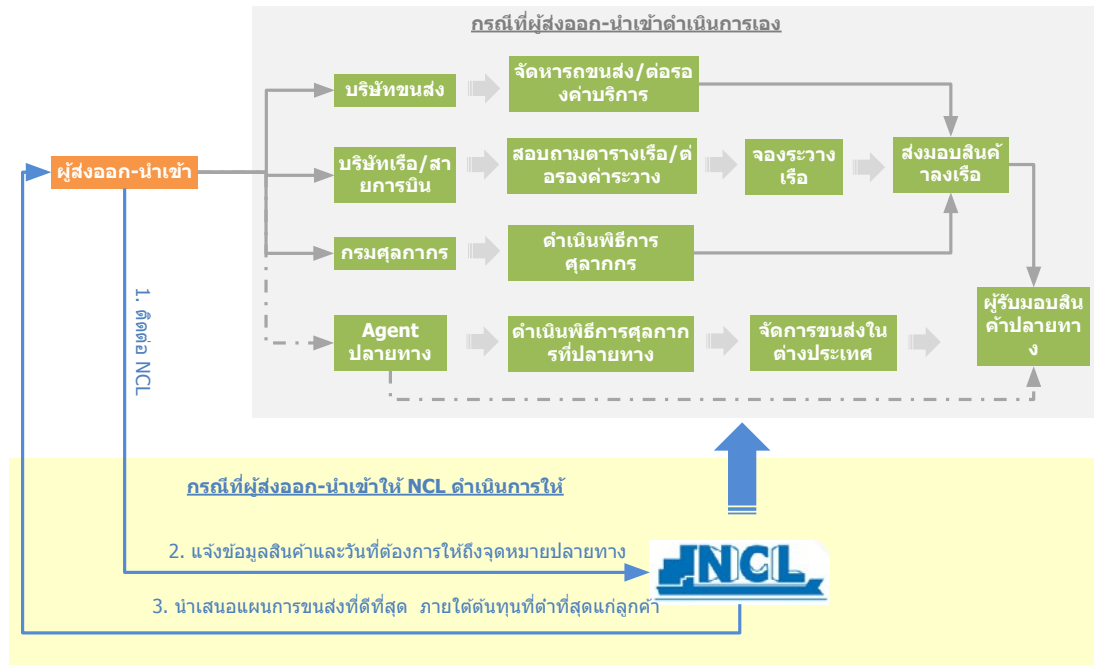 กรณีที่ผู้ส่งออก-นำเข้าดำเนินการเอง
บริษัทขนส่ง
จัดหารถขนส่ง/ต่อรอ
งค่าบริการ
ผู้ส่งออก-นำเข้า
บริษัทเรือ/สา
ยการบิน
สอบถามตารางเรือ/ต่
อรองค่าระวาง
จองระวาง
เรือ
ส่งมอบสินค้
าลงเรือ
กรมศุลกากร
ดำเนินพิธีการ
ศุลากกร
Agent
ปลายทาง
ดำเนินพิธีการศุลกาก
รที่ปลายทาง
จัดการขนส่งใน
ต่างประเทศ
ผู้รับมอบสิน
ค้าปลายทา
ง
1. ติดต่อ NCL
กรณีที่ผู้ส่งออก-นำเข้าให้ NCL ดำเนินการให้
2. แจ้งข้อมูลสินค้าและวันที่ต้องการให้ถึงจุดหมายปลายทาง
NCL
3. นำเสนอแผนการขนส่งที่ดีที่สุด ภายใต้ต้นทุนที่ต่ำที่สุดแก่ลูกค้า